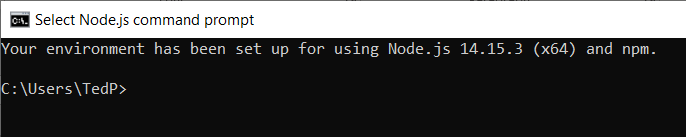 Select Node.js command prompt
Your environment has been set up for using Node.js 14.15.3 (x64) and npm.
C:\Users\TedP>